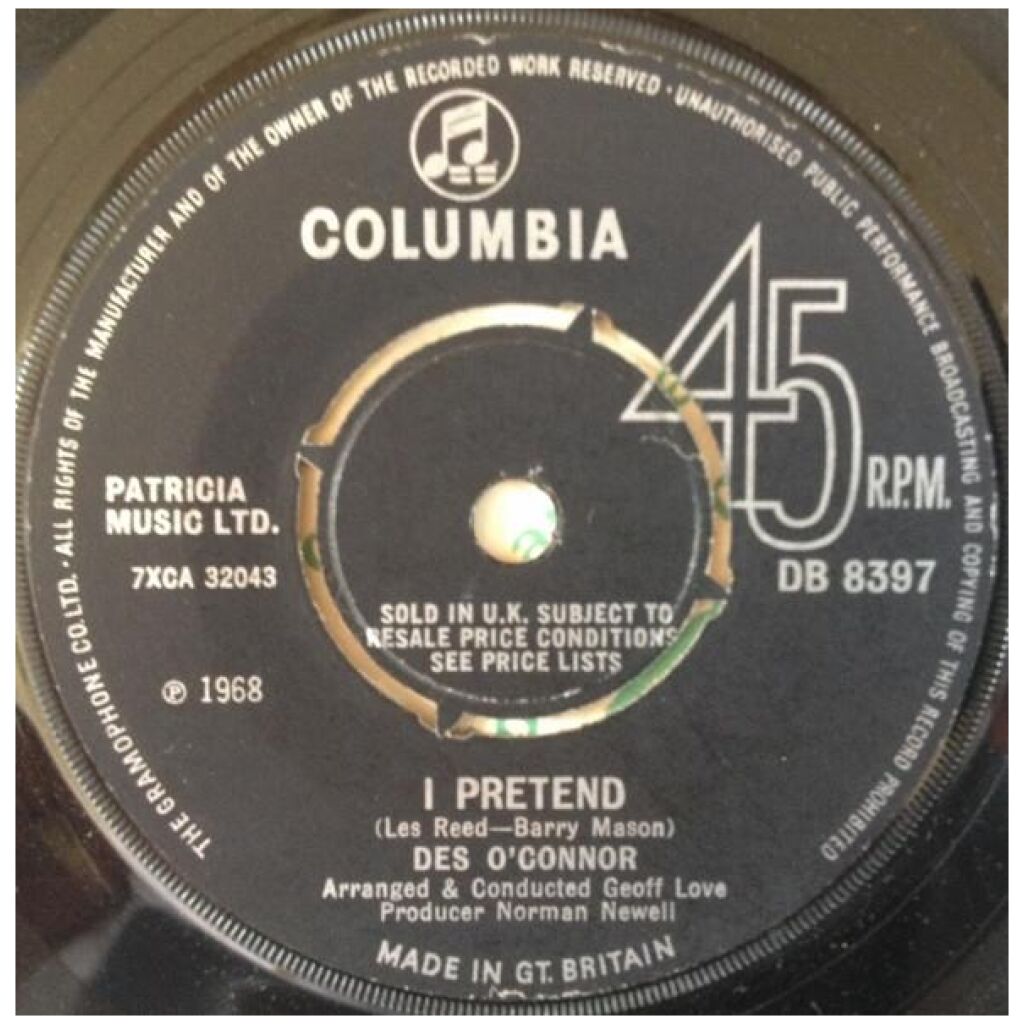 THE GRAMOPHONE CO.LTD. · ALL RIGHTS OF THE MANUFACTURER AND OF THE OWNER OF THE RECORDED WORK RESERVED · UNAUTHORISED PUBLIC PERFORMANCE BROADCASTING AND COPYING OF THIS RECORD PROHIBITED
COLUMBIA
45
R.P.M.
PATRICIA
MUSIC LTD.
7XCA 32043
DB 8397
SOLD IN U.K. SUBJECT TO
RESALE PRICE CONDITIONS
SEE PRICE LISTS
℗ 1968
I PRETEND
(Les Reed—Barry Mason)
DES O'CONNOR
Arranged & Conducted Geoff Love
Producer Norman Newell
MADE IN GT. BRITAIN